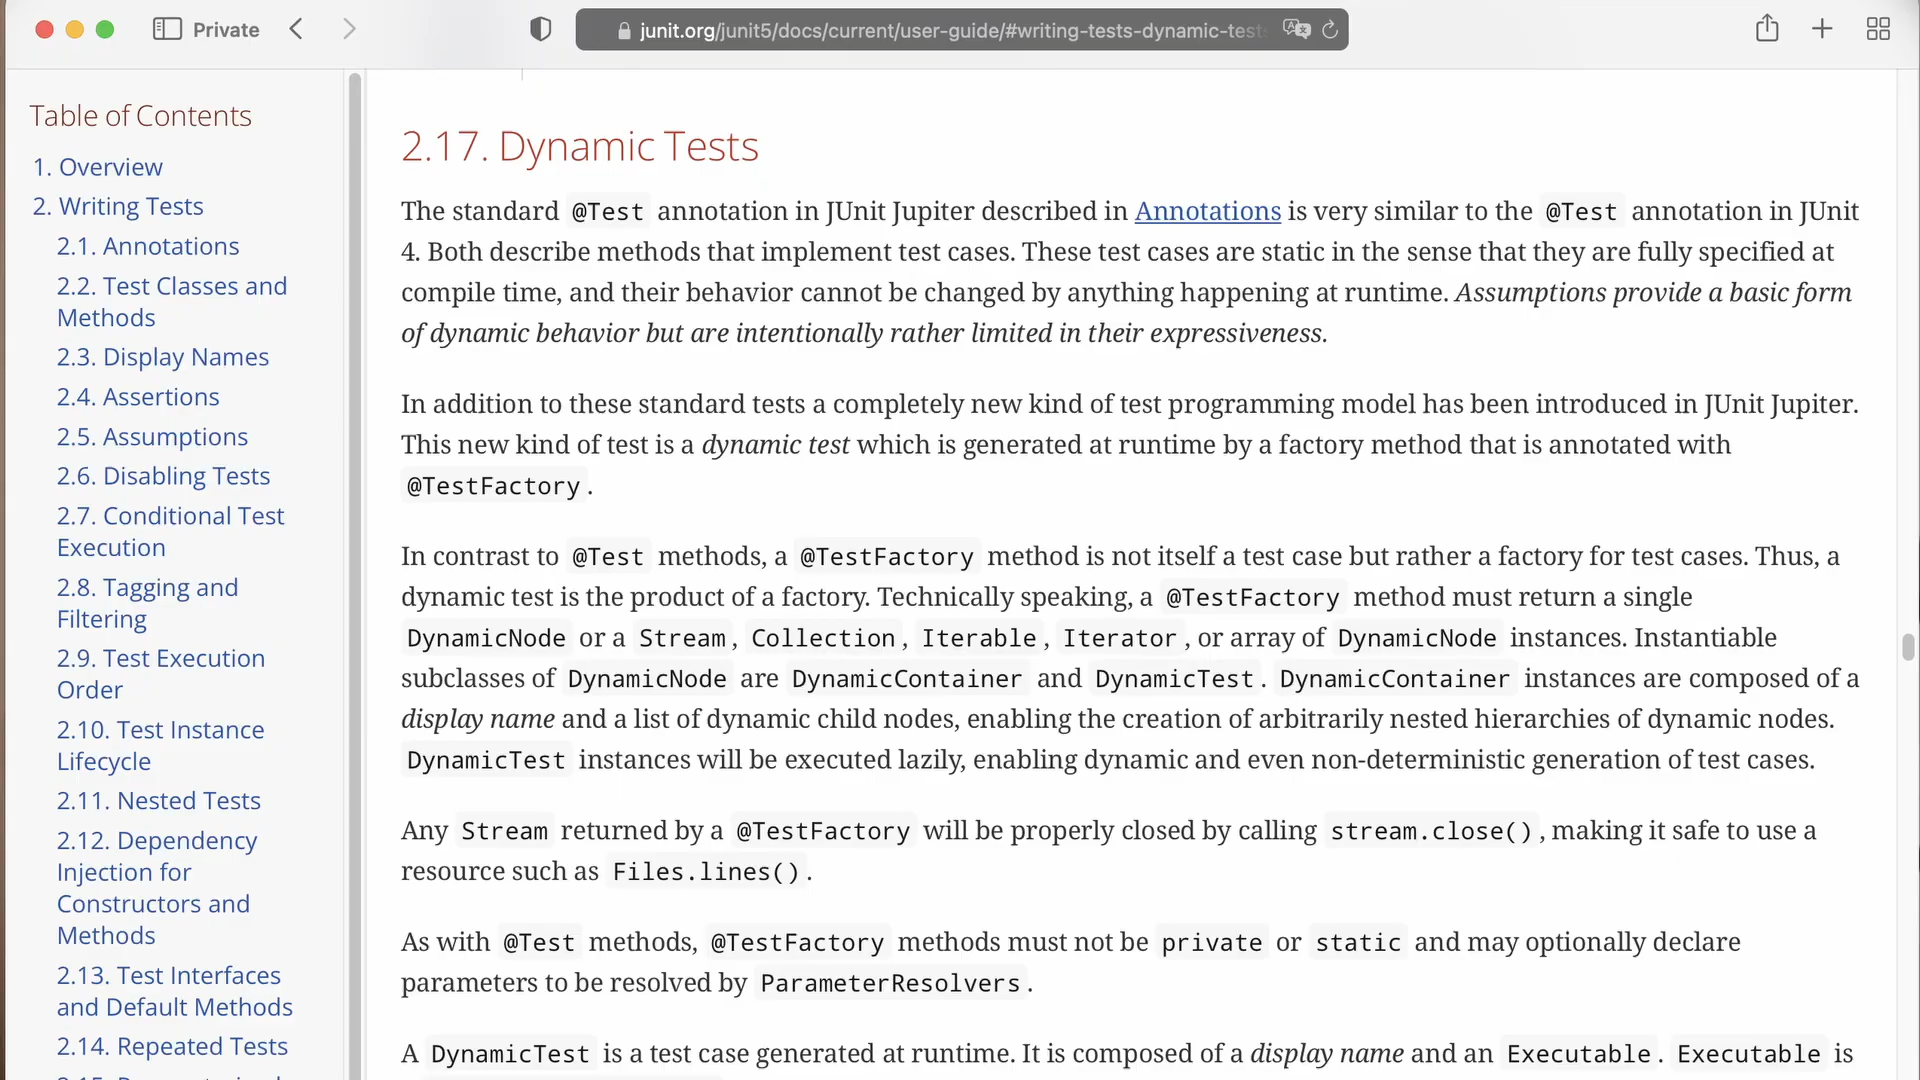 Private
junit.org/junit5/docs/current/user-guide/#writing-tests-dynamic-tests
Table of Contents
1. Overview
2. Writing Tests
2.1. Annotations
2.2. Test Classes and
Methods
2.3. Display Names
2.4. Assertions
2.5. Assumptions
2.6. Disabling Tests
2.7. Conditional Test
Execution
2.8. Tagging and
Filtering
2.9. Test Execution
Order
2.10. Test Instance
Lifecycle
2.11. Nested Tests
2.12. Dependency
Injection for
Constructors and
Methods
2.13. Test Interfaces
and Default Methods
2.14. Repeated Tests
2.17. Dynamic Tests
The standard @Test annotation in JUnit Jupiter described in Annotations is very similar to the @Test annotation in JUnit
4. Both describe methods that implement test cases. These test cases are static in the sense that they are fully specified at
compile time, and their behavior cannot be changed by anything happening at runtime. Assumptions provide a basic form
of dynamic behavior but are intentionally rather limited in their expressiveness.
In addition to these standard tests a completely new kind of test programming model has been introduced in JUnit Jupiter.
This new kind of test is a dynamic test which is generated at runtime by a factory method that is annotated with
@TestFactory.
In contrast to @Test methods, a @TestFactory method is not itself a test case but rather a factory for test cases. Thus, a
dynamic test is the product of a factory. Technically speaking, a @TestFactory method must return a single
DynamicNode or a Stream, Collection, Iterable, Iterator, or array of DynamicNode instances. Instantiable
subclasses of DynamicNode are DynamicContainer and DynamicTest. DynamicContainer instances are composed of a
display name and a list of dynamic child nodes, enabling the creation of arbitrarily nested hierarchies of dynamic nodes.
DynamicTest instances will be executed lazily, enabling dynamic and even non-deterministic generation of test cases.
Any Stream returned by a @TestFactory will be properly closed by calling stream.close(), making it safe to use a
resource such as Files.lines().
As with @Test methods, @TestFactory methods must not be private or static and may optionally declare
parameters to be resolved by ParameterResolvers.
A DynamicTest is a test case generated at runtime. It is composed of a display name and an Executable. Executable is